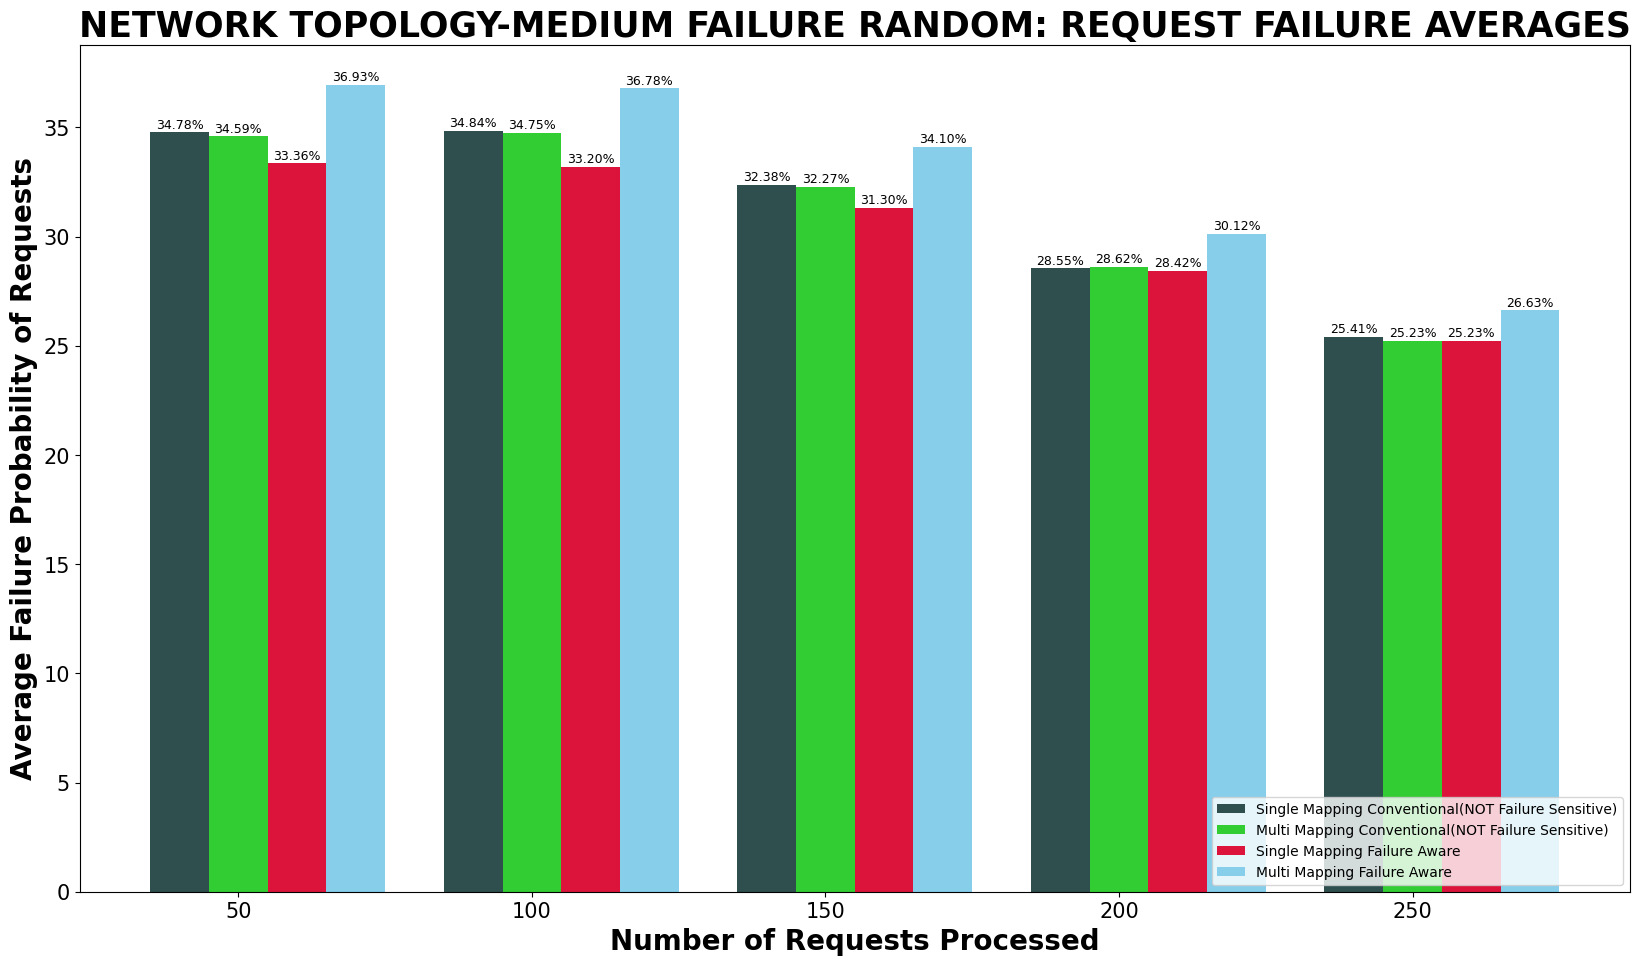 NETWORK TOPOLOGY-MEDIUM FAILURE RANDOM: REQUEST FAILURE AVERAGES
Average Failure Probability of Requests
35
30
25
20
15
10
5
0
34.78% 34.59% 33.36% 36.93%
34.84% 34.75% 33.20% 36.78%
32.38% 32.27% 31.30% 34.10%
28.55% 28.62% 28.42% 30.12%
25.41% 25.23% 25.23% 26.63%
Single Mapping Conventional(NOT Failure Sensitive)
Multi Mapping Conventional(NOT Failure Sensitive)
Single Mapping Failure Aware
Multi Mapping Failure Aware
50 100 150 200 250
Number of Requests Processed